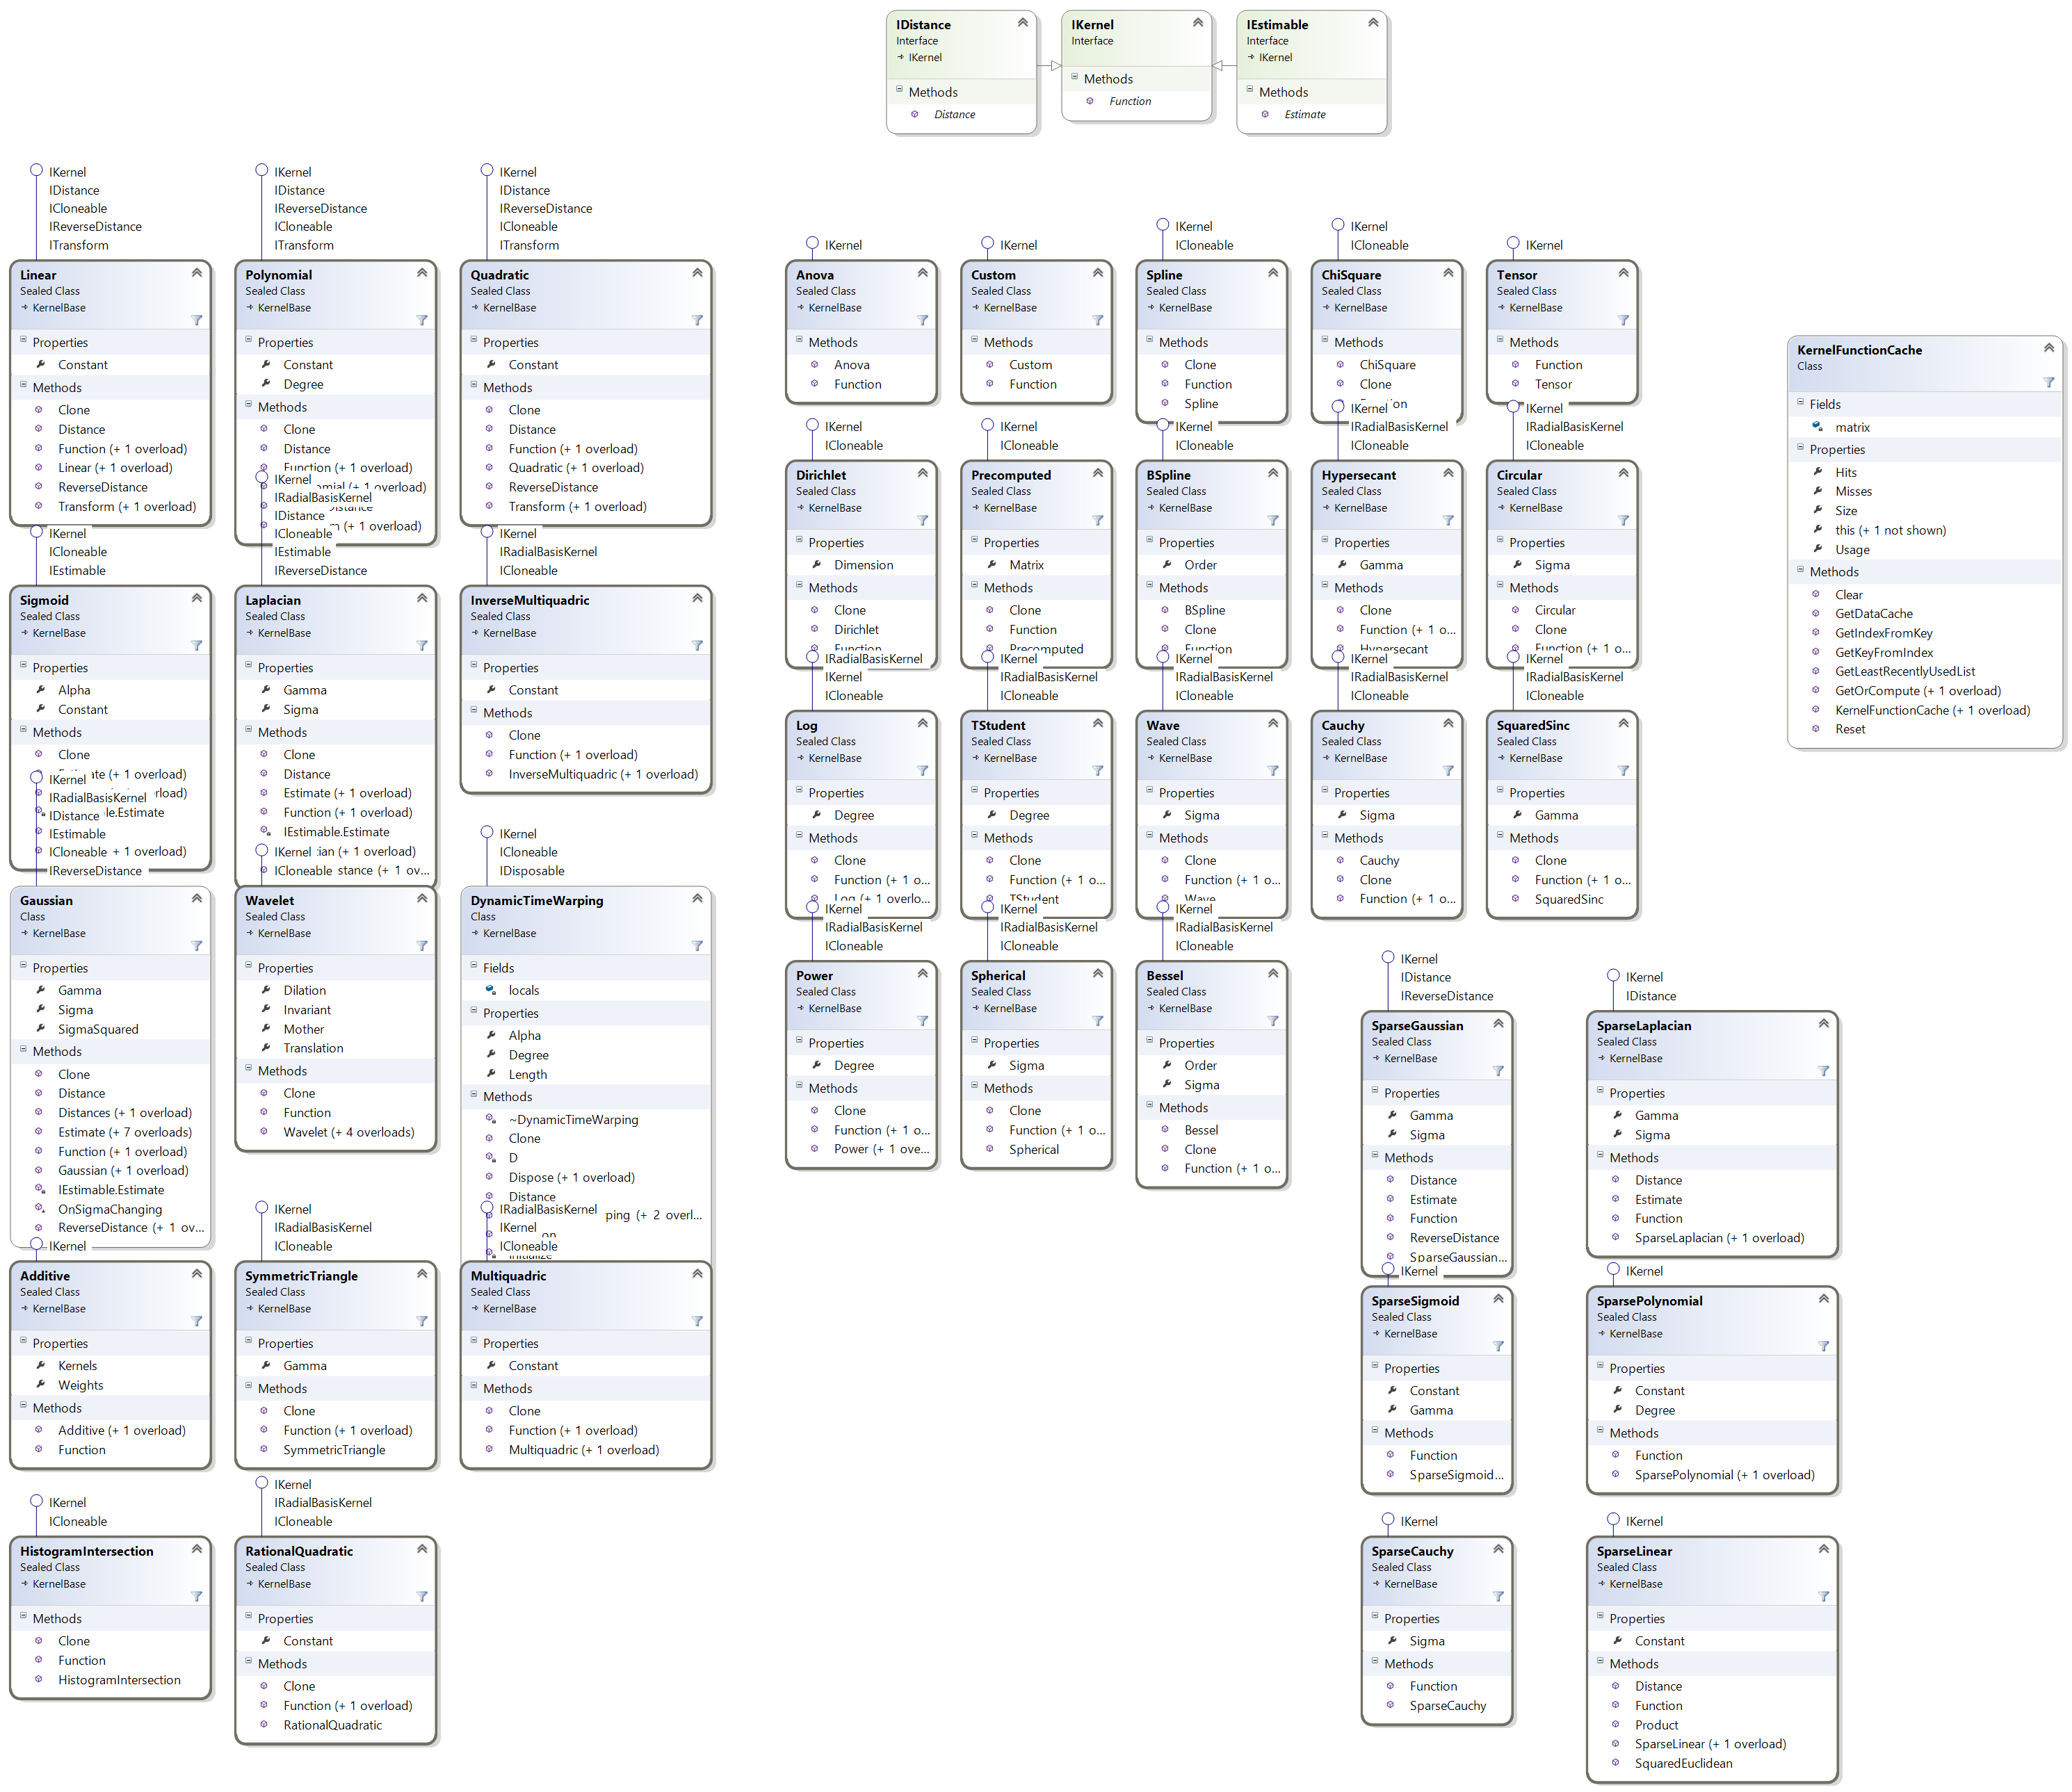 IDistance
Interface
IKernel
Methods
Distance
IKernel
Interface
Methods
Function
IEstimable
Interface
IKernel
Methods
Estimate
IKernel
IDistance
ICloneable
IReverseDistance
ITransform
Linear
Sealed Class
KernelBase
Properties
Constant
Methods
Clone
Distance
Function (+ 1 overload)
Linear (+ 1 overload)
ReverseDistance
Transform (+ 1 overload)
IKernel
IDistance
IReverseDistance
ICloneable
ITransform
Polynomial
Sealed Class
KernelBase
Properties
Constant
Degree
Methods
Clone
Distance
Function (+ 1 overload)
IKernel
IDistance
IReverseDistance
ICloneable
ITransform
Quadratic
Sealed Class
KernelBase
Properties
Constant
Methods
Clone
Distance
Function (+ 1 overload)
Quadratic (+ 1 overload)
ReverseDistance
Transform (+ 1 overload)
IKernel
Anova
Sealed Class
KernelBase
Methods
Anova
Function
IKernel
Custom
Sealed Class
KernelBase
Methods
Custom
Function
IKernel
ICloneable
Spline
Sealed Class
KernelBase
Methods
Clone
Function
Spline
IKernel
ICloneable
ChiSquare
Sealed Class
KernelBase
Methods
ChiSquare
Clone
IKernel
Tensor
Sealed Class
KernelBase
Methods
Function
Tensor
KernelFunctionCache
Class
Fields
matrix
Properties
Hits
Misses
Size
this (+ 1 not shown)
Usage
Methods
Clear
GetDataCache
GetIndexFromKey
GetKeyFromIndex
GetLeastRecentlyUsedList
GetOrCompute (+ 1 overload)
KernelFunctionCache (+ 1 overload)
Reset
IKernel
ICloneable
IEstimable
Sigmoid
Sealed Class
KernelBase
Properties
Alpha
Constant
Methods
Clone
IKernel
IRadialBasisKernel
IDistance
ICloneable
IEstimable
IReverseDistance
Laplacian
Sealed Class
KernelBase
Properties
Gamma
Sigma
Methods
Clone
Distance
Estimate (+ 1 overload)
Function (+ 1 overload)
IEstimable.Estimate
IKernel
IRadialBasisKernel
ICloneable
InverseMultiquadric
Sealed Class
KernelBase
Properties
Constant
Methods
Clone
Function (+ 1 overload)
InverseMultiquadric (+ 1 overload)
IKernel
ICloneable
Dirichlet
Sealed Class
KernelBase
Properties
Dimension
Methods
Clone
Dirichlet
Function
IKernel
ICloneable
Precomputed
Sealed Class
KernelBase
Properties
Matrix
Methods
Clone
Function
Precomputed
IKernel
ICloneable
BSpline
Sealed Class
KernelBase
Properties
Order
Methods
BSpline
Clone
Function
IKernel
IRadialBasisKernel
ICloneable
Hypersecant
Sealed Class
KernelBase
Properties
Gamma
Methods
Clone
Function (+ 1 o...
Hypersecant
IKernel
IRadialBasisKernel
ICloneable
Circular
Sealed Class
KernelBase
Properties
Sigma
Methods
Circular
Clone
Function (+ 1 o...
IRadialBasisKernel
IKernel
ICloneable
Log
Sealed Class
KernelBase
Properties
Degree
Methods
Clone
Function (+ 1 o...
Log (+ 1 overlo...
IKernel
IRadialBasisKernel
ICloneable
TStudent
Sealed Class
KernelBase
Properties
Degree
Methods
Clone
Function (+ 1 o...
TStudent
IKernel
IRadialBasisKernel
ICloneable
Wave
Sealed Class
KernelBase
Properties
Sigma
Methods
Clone
Function (+ 1 o...
Wave
IKernel
IRadialBasisKernel
ICloneable
Cauchy
Sealed Class
KernelBase
Properties
Sigma
Methods
Cauchy
Clone
Function (+ 1 o...
IKernel
IRadialBasisKernel
ICloneable
SquaredSinc
Sealed Class
KernelBase
Properties
Gamma
Methods
Clone
Function (+ 1 o...
SquaredSinc
IKernel
IRadialBasisKernel
IDistance
IEstimable
ICloneable
IReverseDistance
Gaussian
Class
KernelBase
Properties
Gamma
Sigma
SigmaSquared
Methods
Clone
Distance
Distances (+ 1 overload)
Estimate (+ 7 overloads)
Function (+ 1 overload)
Gaussian (+ 1 overload)
IEstimable.Estimate
OnSigmaChanging
ReverseDistance (+ 1 ov...
IKernel
ICloneable
Wavelet
Sealed Class
KernelBase
Properties
Dilation
Invariant
Mother
Translation
Methods
Clone
Function
Wavelet (+ 4 overloads)
IKernel
ICloneable
IDisposable
DynamicTimeWarping
Class
KernelBase
Fields
locals
Properties
Alpha
Degree
Length
Methods
~DynamicTimeWarping
Clone
D
Dispose (+ 1 overload)
Distance
IRadialBasisKernel
IKernel
ICloneable
Multiquadric
Sealed Class
KernelBase
Properties
Constant
Methods
Clone
Function (+ 1 overload)
Multiquadric (+ 1 overload)
IKernel
IRadialBasisKernel
ICloneable
Power
Sealed Class
KernelBase
Properties
Degree
Methods
Clone
Function (+ 1 o...
Power (+ 1 ove...
IKernel
IRadialBasisKernel
ICloneable
Spherical
Sealed Class
KernelBase
Properties
Sigma
Methods
Clone
Function (+ 1 o...
Spherical
IKernel
IRadialBasisKernel
ICloneable
Bessel
Sealed Class
KernelBase
Properties
Order
Sigma
Methods
Bessel
Clone
Function (+ 1 o...
IKernel
IDistance
IReverseDistance
SparseGaussian
Sealed Class
KernelBase
Properties
Gamma
Sigma
Methods
Distance
Estimate
Function
ReverseDistance
SparseGaussian...
IKernel
IDistance
SparseLaplacian
Sealed Class
KernelBase
Properties
Gamma
Sigma
Methods
Distance
Estimate
Function
SparseLaplacian (+ 1 overload)
IKernel
Additive
Sealed Class
KernelBase
Properties
Kernels
Weights
Methods
Additive (+ 1 overload)
Function
IKernel
IRadialBasisKernel
ICloneable
SymmetricTriangle
Sealed Class
KernelBase
Properties
Gamma
Methods
Clone
Function (+ 1 overload)
SymmetricTriangle
IKernel
SparseSigmoid
Sealed Class
KernelBase
Properties
Constant
Gamma
Methods
Function
SparseSigmoid...
IKernel
SparsePolynomial
Sealed Class
KernelBase
Properties
Constant
Degree
Methods
Function
SparsePolynomial (+ 1 overload)
IKernel
ICloneable
HistogramIntersection
Sealed Class
KernelBase
Methods
Clone
Function
HistogramIntersection
IKernel
IRadialBasisKernel
ICloneable
RationalQuadratic
Sealed Class
KernelBase
Properties
Constant
Methods
Clone
Function (+ 1 overload)
RationalQuadratic
IKernel
SparseCauchy
Sealed Class
KernelBase
Properties
Sigma
Methods
Function
SparseCauchy
IKernel
SparseLinear
Sealed Class
KernelBase
Properties
Constant
Methods
Distance
Function
Product
SparseLinear (+ 1 overload)
SquaredEuclidean